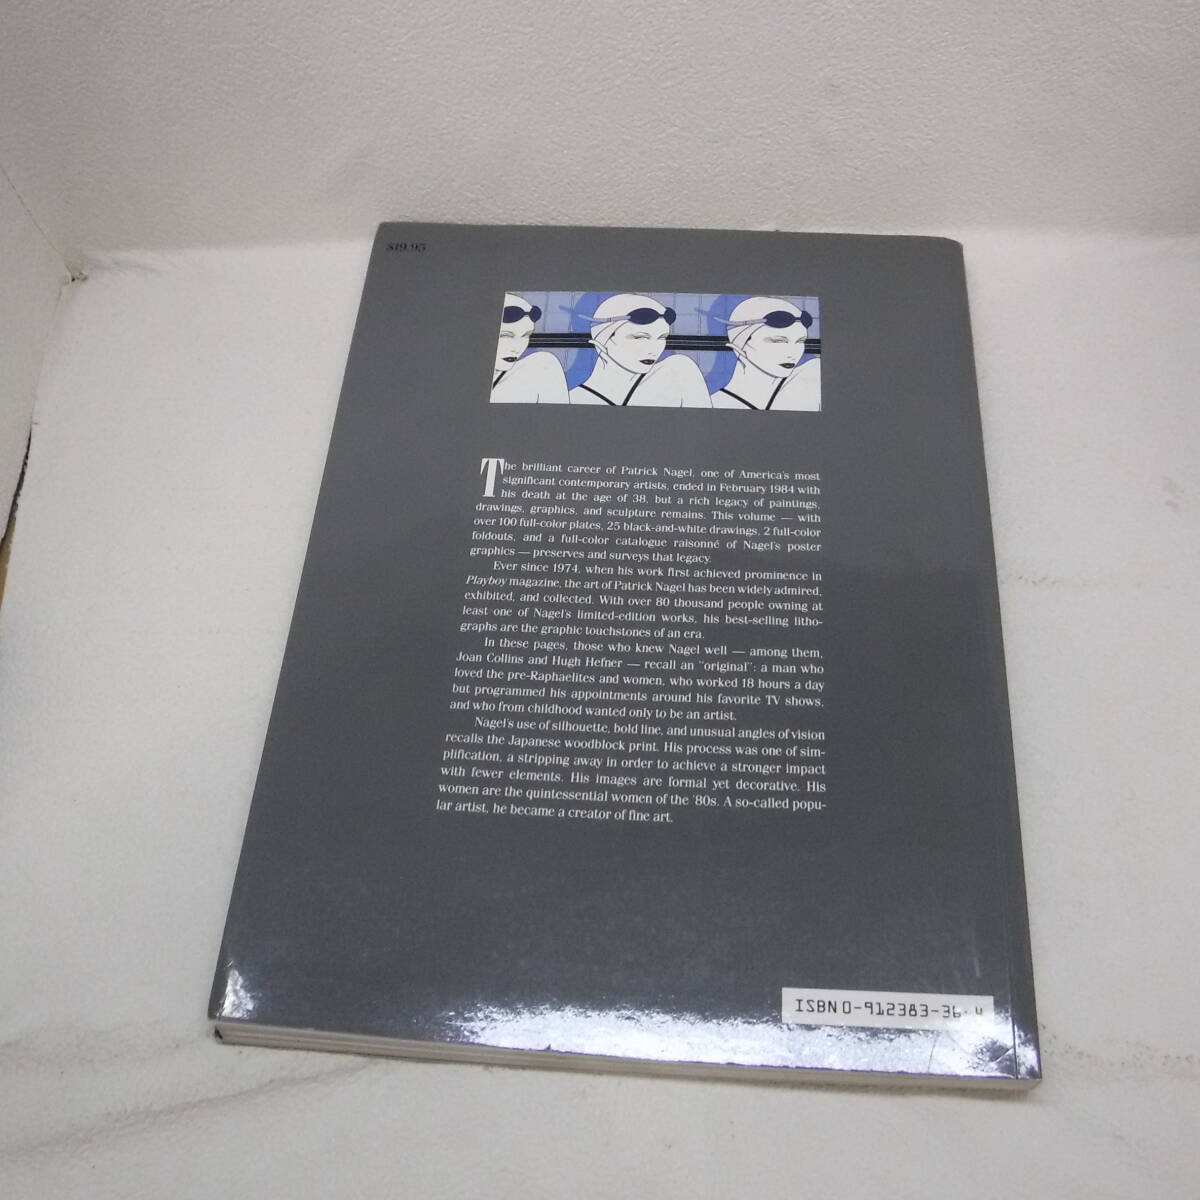 $19.95
The brilliant career of Patrick Nagel, one of America's most
significant contemporary artists, ended in February 1984 with
his death at the age of 38, but a rich legacy of paintings,
drawings, graphics, and sculpture remains. This volume — with
over 100 full-color plates, 25 black-and-white drawings, 2 full-color
foldouts, and a full-color catalogue raisonné of Nagel's poster
graphics — preserves and surveys that legacy.
Ever since 1974, when his work first achieved prominence in
Playboy magazine, the art of Patrick Nagel has been widely admired,
exhibited, and collected. With over 80 thousand people owning at
least one of Nagel's limited-edition works, his best-selling litho-
graphs are the graphic touchstones of an era.
In these pages, those who knew Nagel well — among them,
Joan Collins and Hugh Hefner — recall an "original": a man who
loved the pre-Raphaelites and women, who worked 18 hours a day
but programmed his appointments around his favorite TV shows,
and who from childhood wanted only to be an artist.
Nagel's use of silhouette, bold line, and unusual angles of vision
recalls the Japanese woodblock print. His process was one of sim-
plification, a stripping away in order to achieve a stronger impact
with fewer elements. His images are formal yet decorative. His
women are the quintessential women of the '80s. A so-called popu-
lar artist, he became a creator of fine art.
ISBN 0-912383-36-4